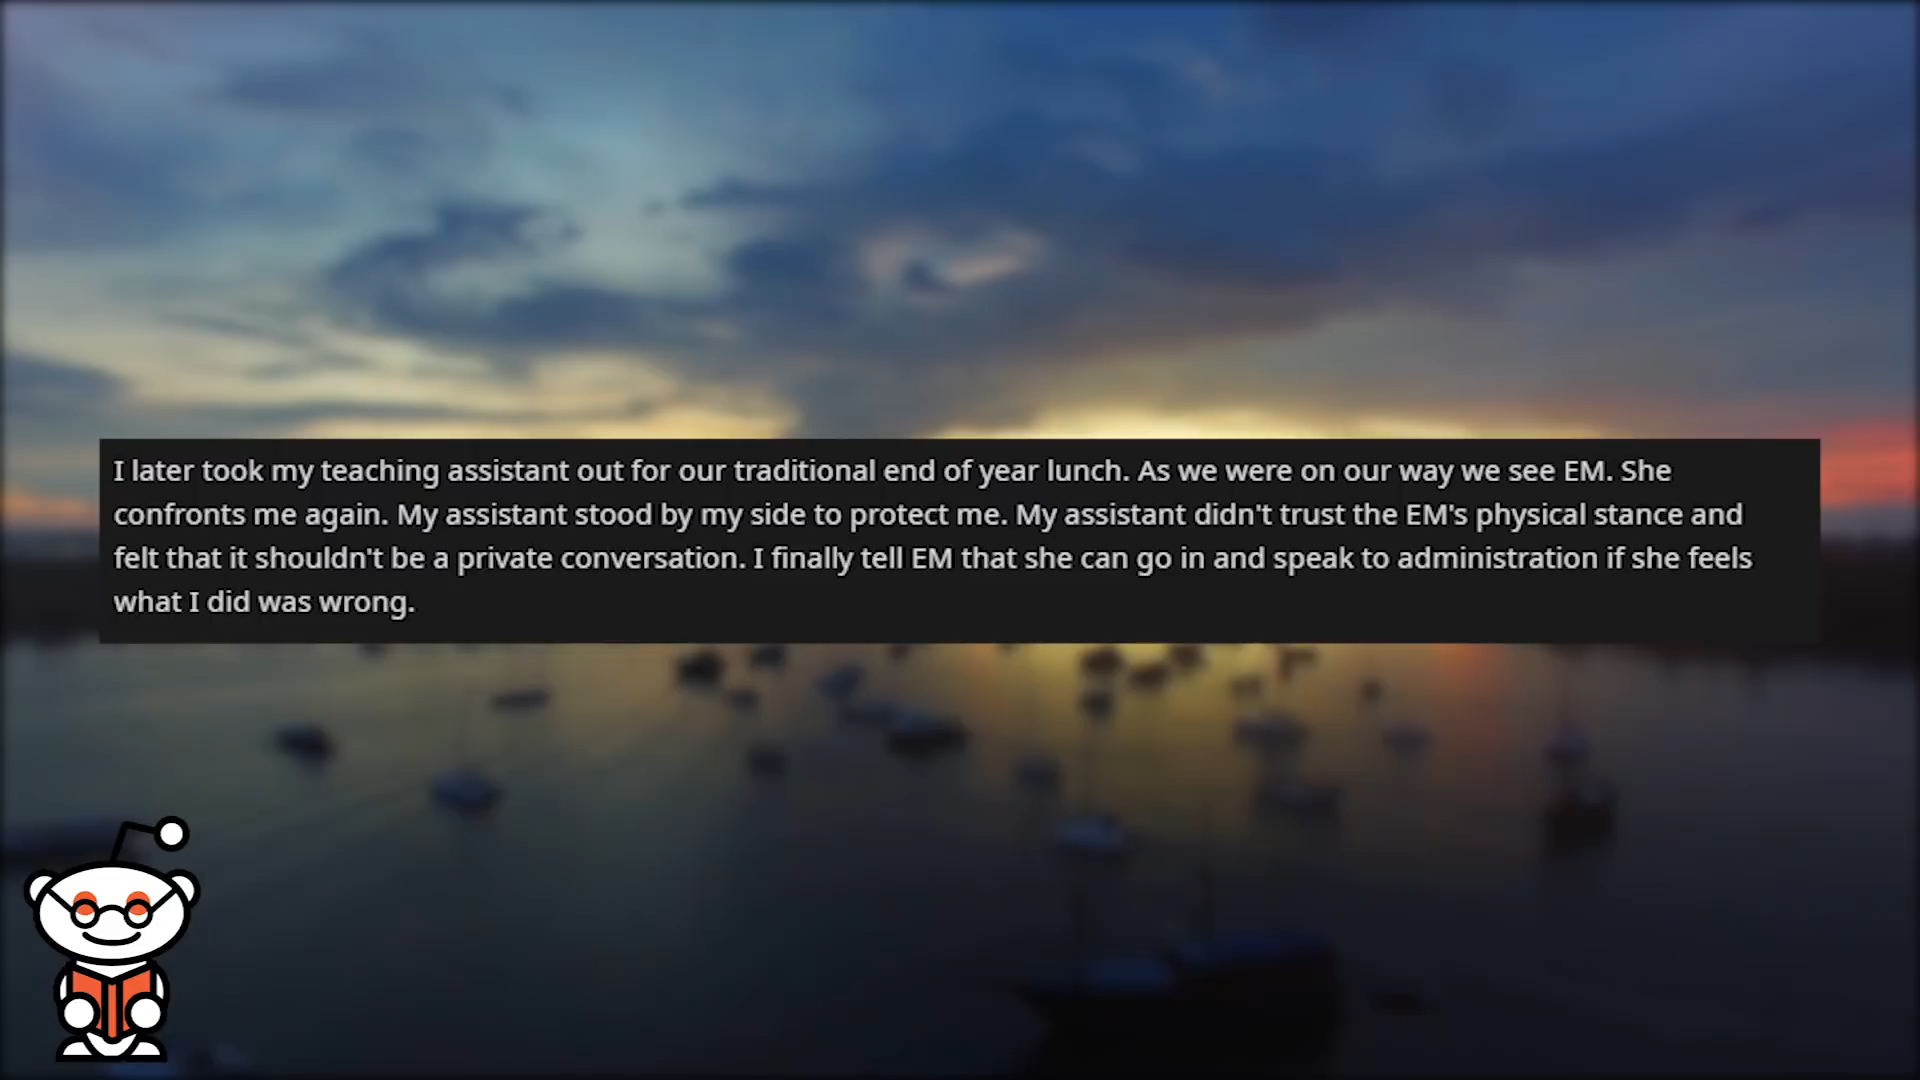 I later took my teaching assistant out for our traditional end of year lunch. As we were on our way we see EM. She
confronts me again. My assistant stood by my side to protect me. My assistant didn't trust the EM's physical stance and
felt that it shouldn't be a private conversation. I finally tell EM that she can go in and speak to administration if she feels
what I did was wrong.